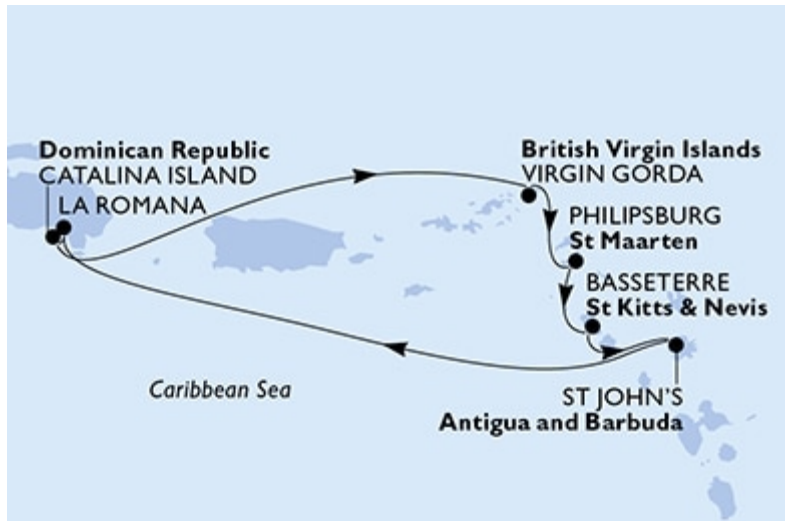 Dominican Republic
CATALINA ISLAND
LA ROMANA
British Virgin Islands
VIRGIN GORDA
PHILIPSBURG
St Maarten
BASSETERRE
St Kitts & Nevis
ST JOHN'S
Antigua and Barbuda
Caribbean Sea